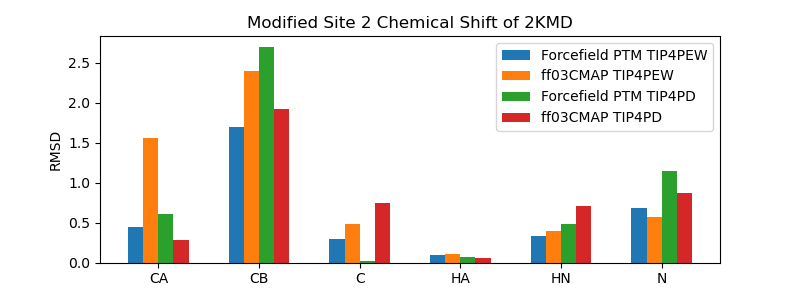 Modified Site 2 Chemical Shift of 2KMD
RMSD
2.5
2.0
1.5
1.0
0.5
0.0
CA
CB
C
HA
HN
N
Forcefield PTM TIP4PEW
ff03CMAP TIP4PEW
Forcefield PTM TIP4PD
ff03CMAP TIP4PD